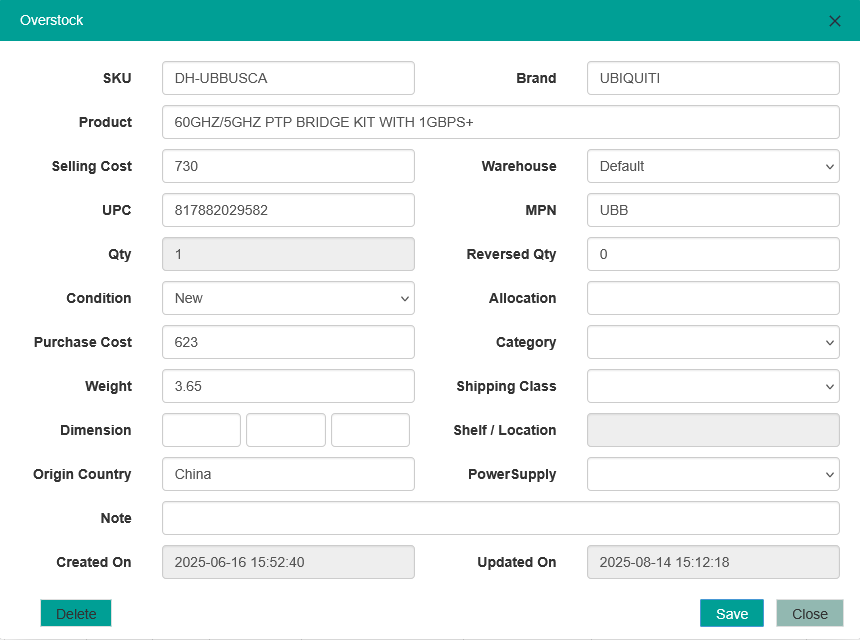 Overstock
SKU DH-UBBUSCA Brand UBIQUITI
Product 60GHZ/5GHZ PTP BRIDGE KIT WITH 1GBPS+
Selling Cost 730 Warehouse Default
UPC 817882029582 MPN UBB
Qty 1 Reversed Qty 0
Condition New Allocation
Purchase Cost 623 Category
Weight 3.65 Shipping Class
Dimension Shelf / Location
Origin Country China PowerSupply
Note
Created On 2025-06-16 15:52:40 Updated On 2025-08-14 15:12:18
Delete Save Close